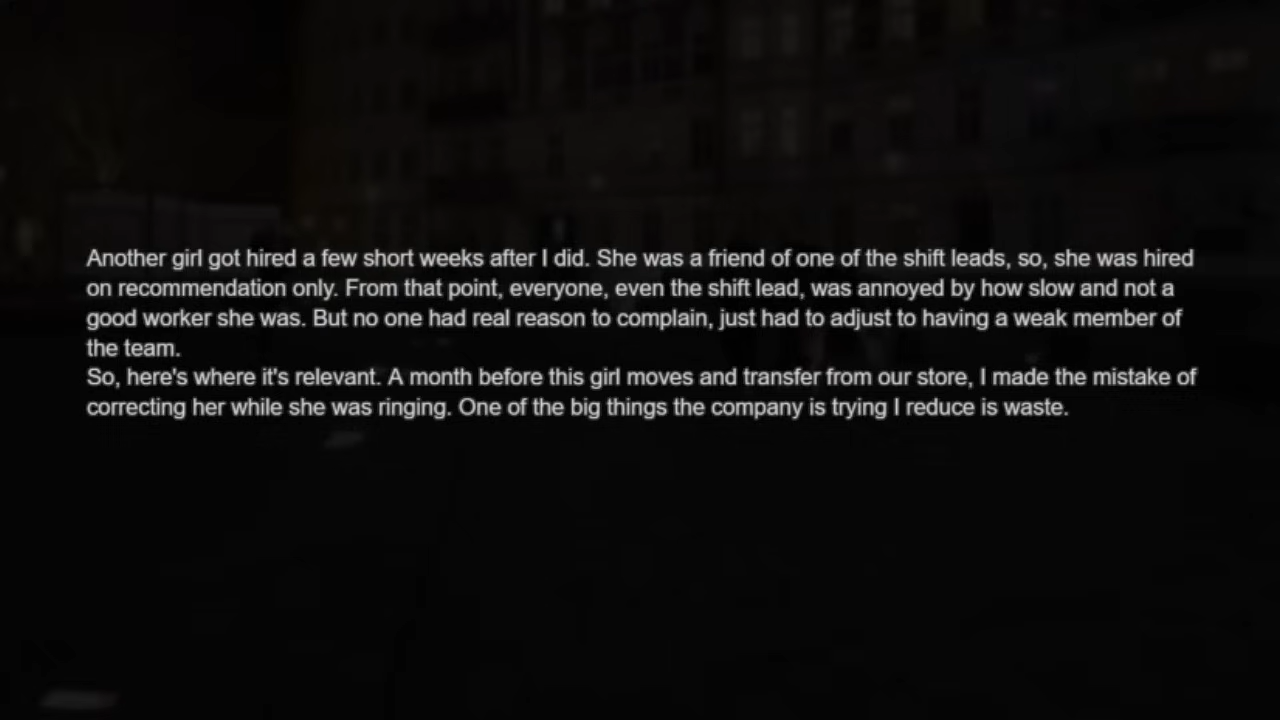 Another girl got hired a few short weeks after I did. She was a friend of one of the shift leads, so, she was hired
on recommendation only. From that point, everyone, even the shift lead, was annoyed by how slow and not a
good worker she was. But no one had real reason to complain, just had to adjust to having a weak member of
the team.
So, here's where it's relevant. A month before this girl moves and transfer from our store, I made the mistake of
correcting her while she was ringing. One of the big things the company is trying I reduce is waste.